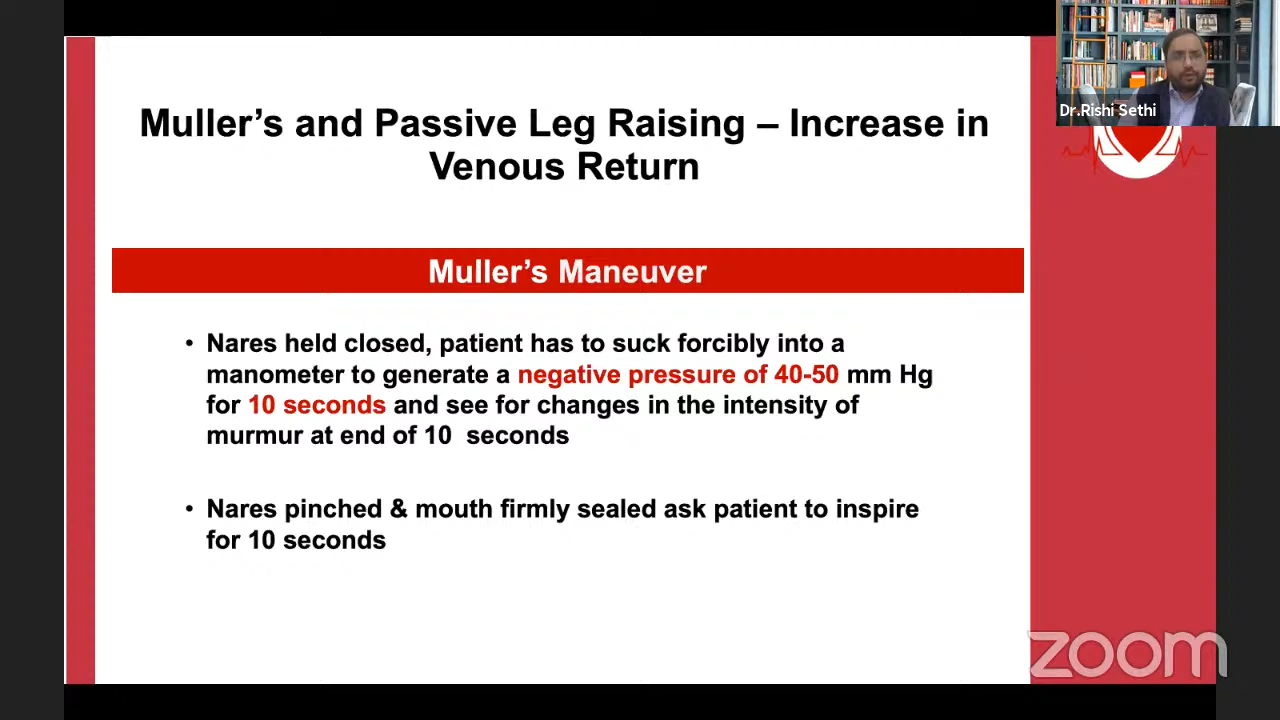 Dr.Rishi Sethi
Muller's and Passive Leg Raising – Increase in
Venous Return
Muller's Maneuver
• Nares held closed, patient has to suck forcibly into a
manometer to generate a negative pressure of 40-50 mm Hg
for 10 seconds and see for changes in the intensity of
murmur at end of 10  seconds
• Nares pinched & mouth firmly sealed ask patient to inspire
for 10 seconds
zoom